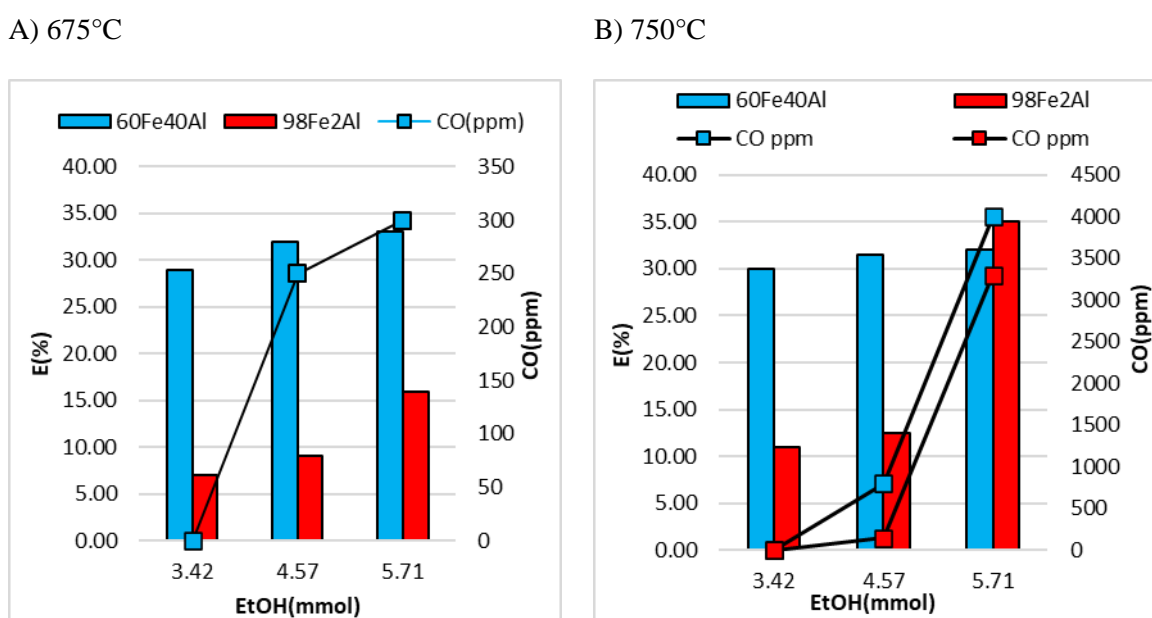 A) 675°C
B) 750°C
60Fe40Al 98Fe2Al CO(ppm)
40.00
35.00
30.00
25.00
20.00
15.00
10.00
5.00
0.00
E(%)
350
300
250
200
150
100
50
0
CO(ppm)
3.42 4.57 5.71
EtOH(mmol)
60Fe40Al 98Fe2Al
CO ppm CO ppm
40.00
35.00
30.00
25.00
20.00
15.00
10.00
5.00
0.00
E(%)
4500
4000
3500
3000
2500
2000
1500
1000
500
0
CO(ppm)
3.42 4.57 5.71
EtOH(mmol)